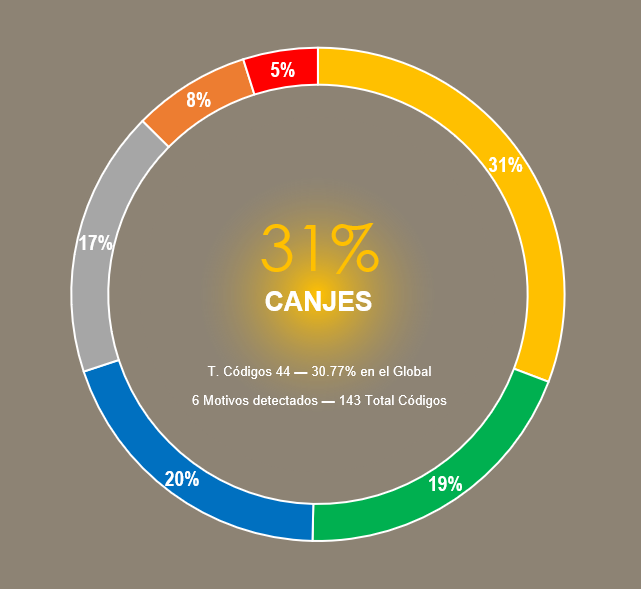 5%
8%
31%
17%
31%
CANJES
T. Códigos 44 — 30.77% en el Global
6 Motivos detectados — 143 Total Códigos
20%
19%